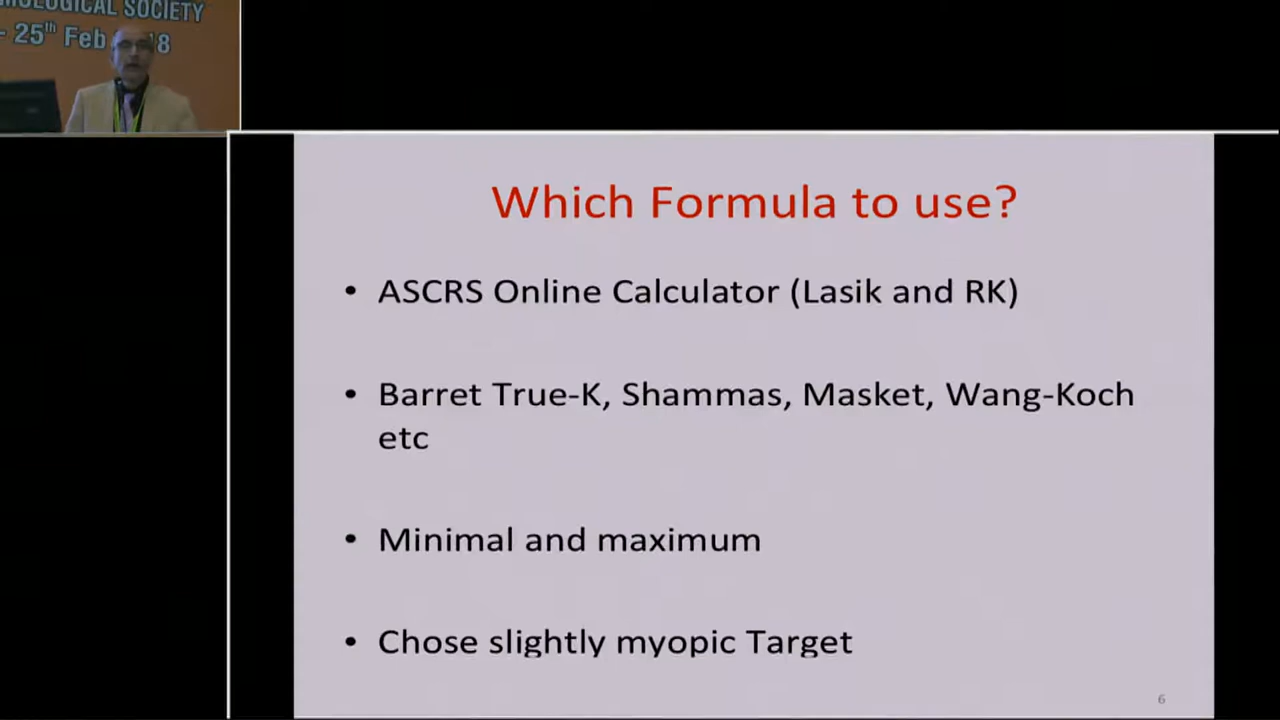 SOCIETY
- 25th Feb
Which Formula to use?
• ASCRS Online Calculator (Lasik and RK)
• Barret True-K, Shammas, Masket, Wang-Koch
etc
• Minimal and maximum
• Chose slightly myopic Target
6